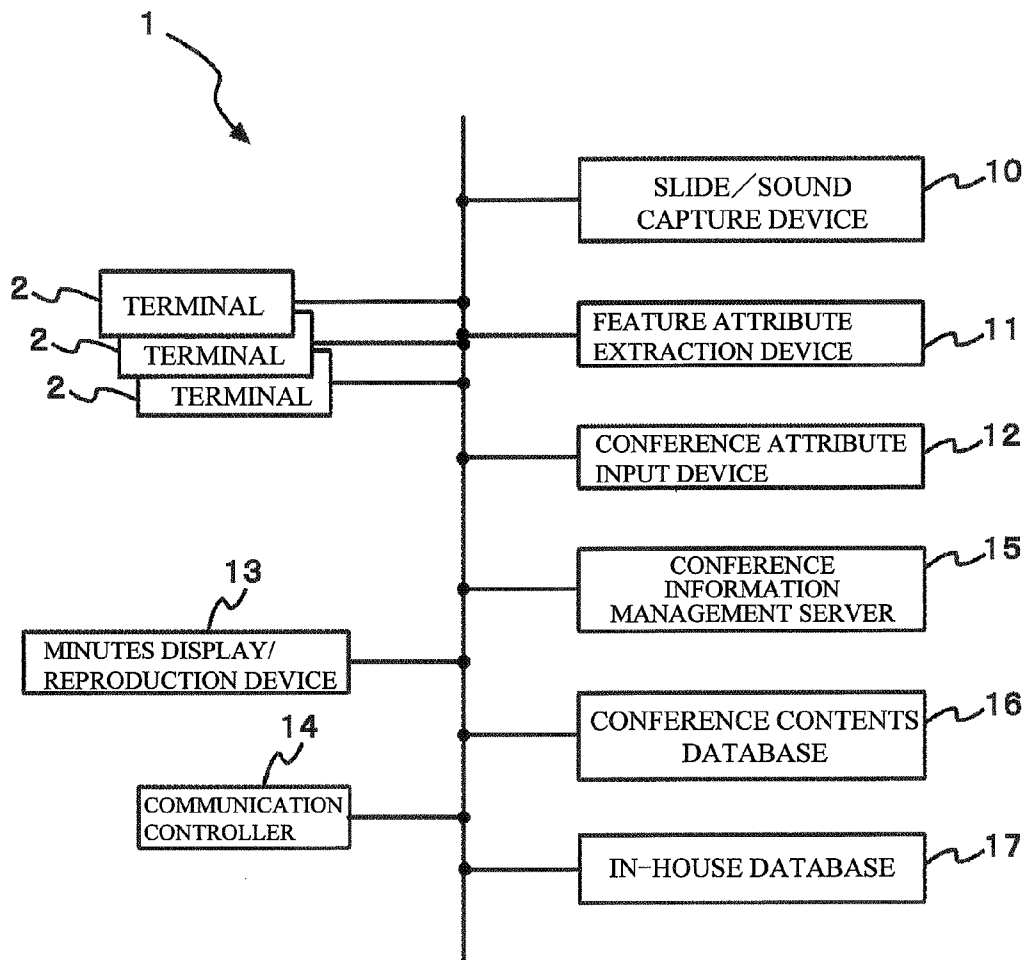 1
SLIDE／SOUND
CAPTURE DEVICE
10
2
TERMINAL
2
TERMINAL
2
TERMINAL
FEATURE ATTRIBUTE
EXTRACTION DEVICE
11
CONFERENCE ATTRIBUTE
INPUT DEVICE
12
CONFERENCE
INFORMATION
MANAGEMENT SERVER
15
13
MINUTES DISPLAY/
REPRODUCTION DEVICE
CONFERENCE CONTENTS
DATABASE
16
14
COMMUNICATION
CONTROLLER
IN-HOUSE DATABASE
17